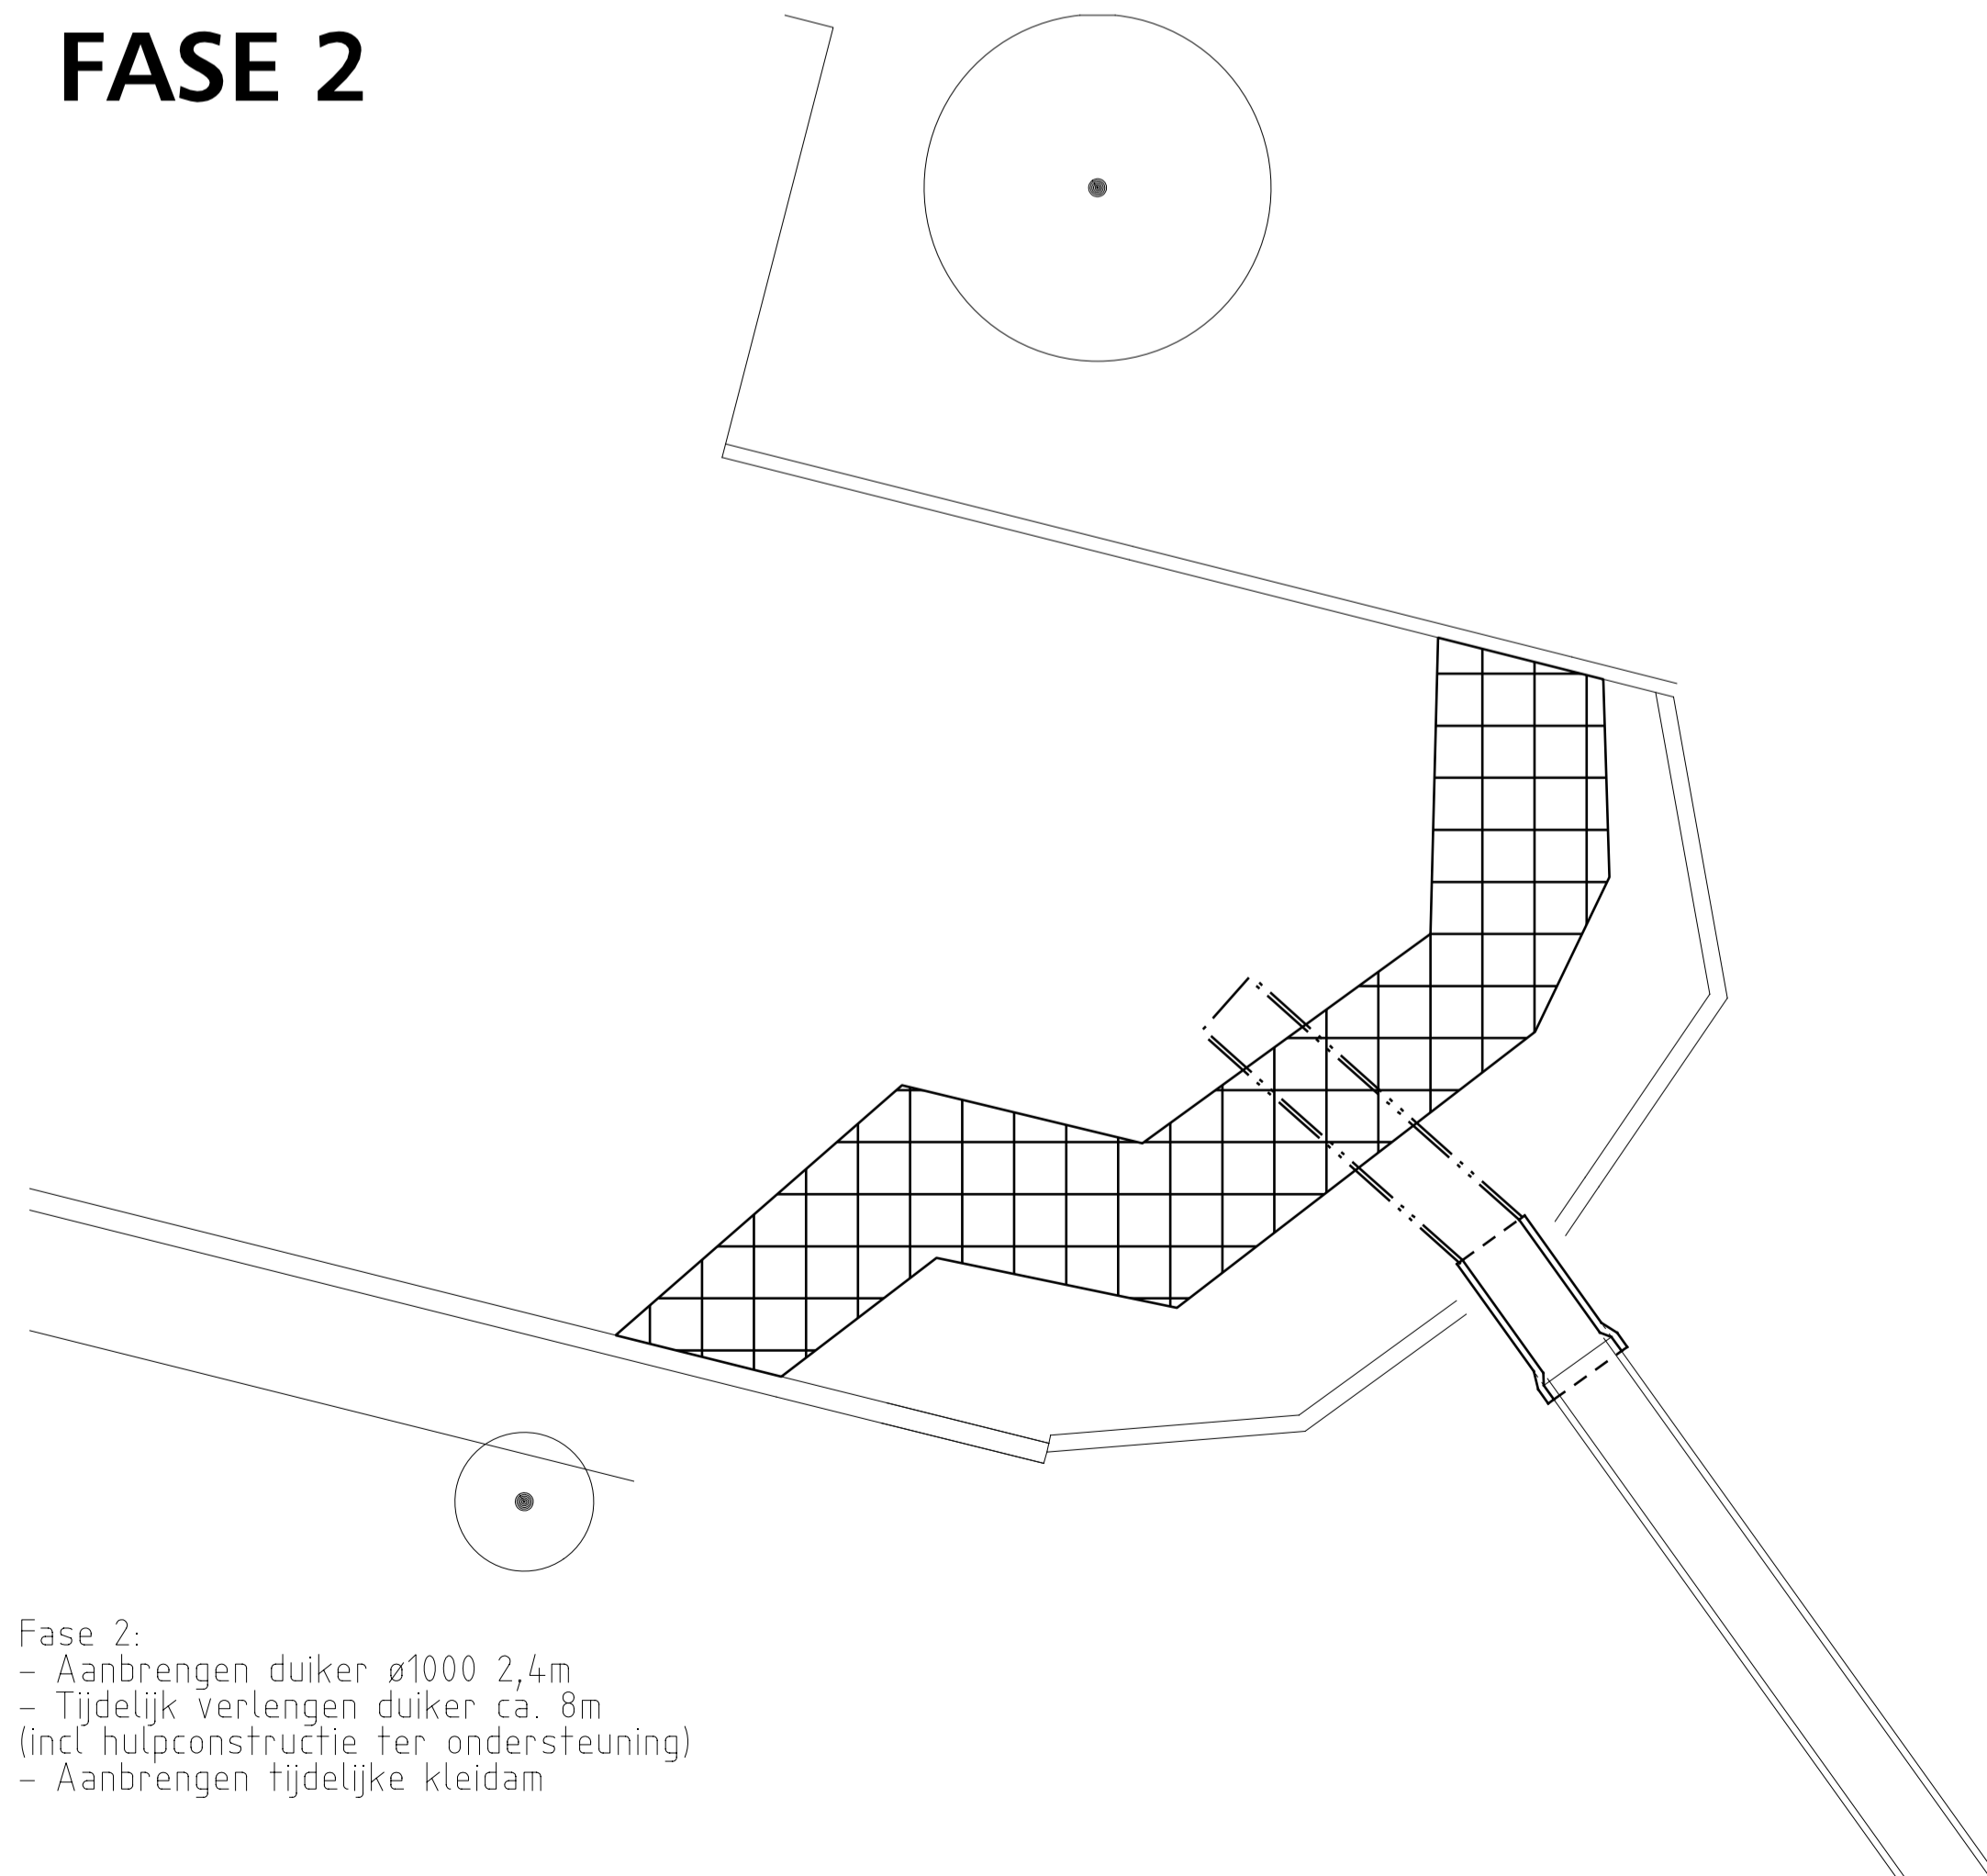 FASE 2
Fase 2:
- Aanbrengen duiker ø1000 2,4m
- Tijdelijk verlengen duiker ca. 8m
(incl hulpconstructie ter ondersteuning)
- Aanbrengen tijdelijke kleidam